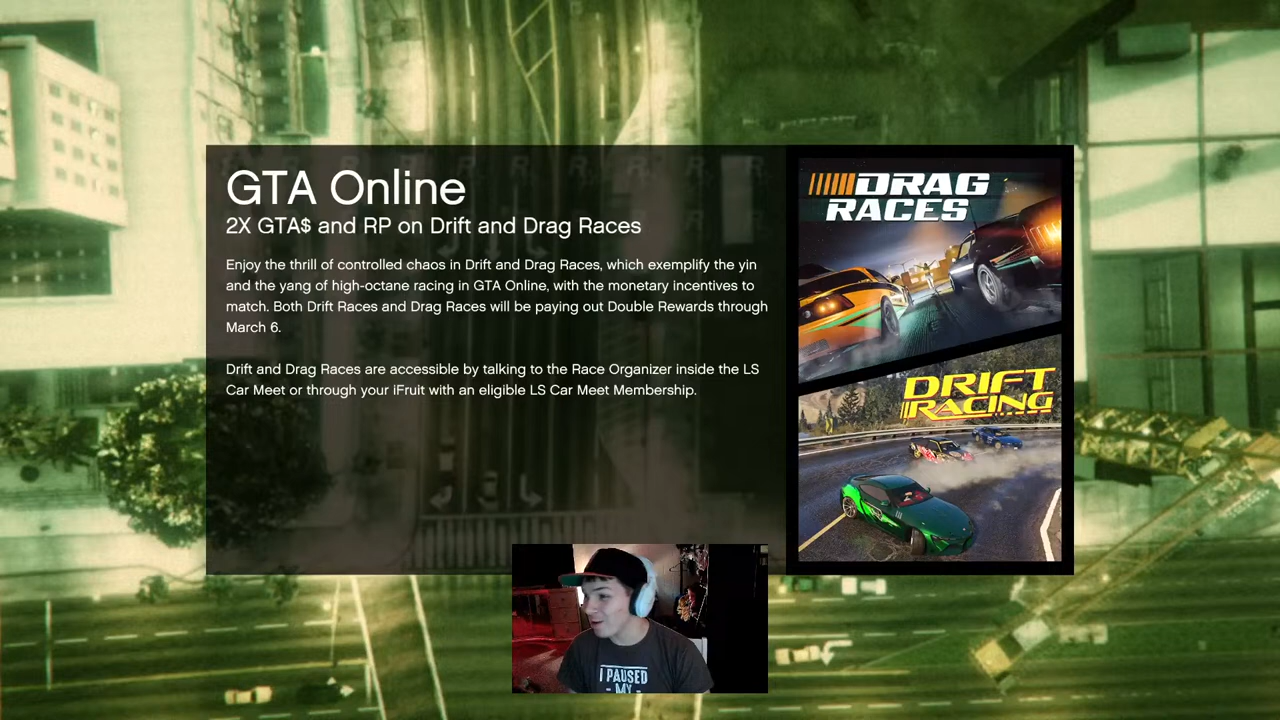 GTA Online
2X GTA$ and RP on Drift and Drag Races
Enjoy the thrill of controlled chaos in Drift and Drag Races, which exemplify the yin
and the yang of high-octane racing in GTA Online, with the monetary incentives to
match. Both Drift Races and Drag Races will be paying out Double Rewards through
March 6.
Drift and Drag Races are accessible by talking to the Race Organizer inside the LS
Car Meet or through your iFruit with an eligible LS Car Meet Membership.
DRAG
RACES
DRIFT
RACING
I PAUSED
- MY -